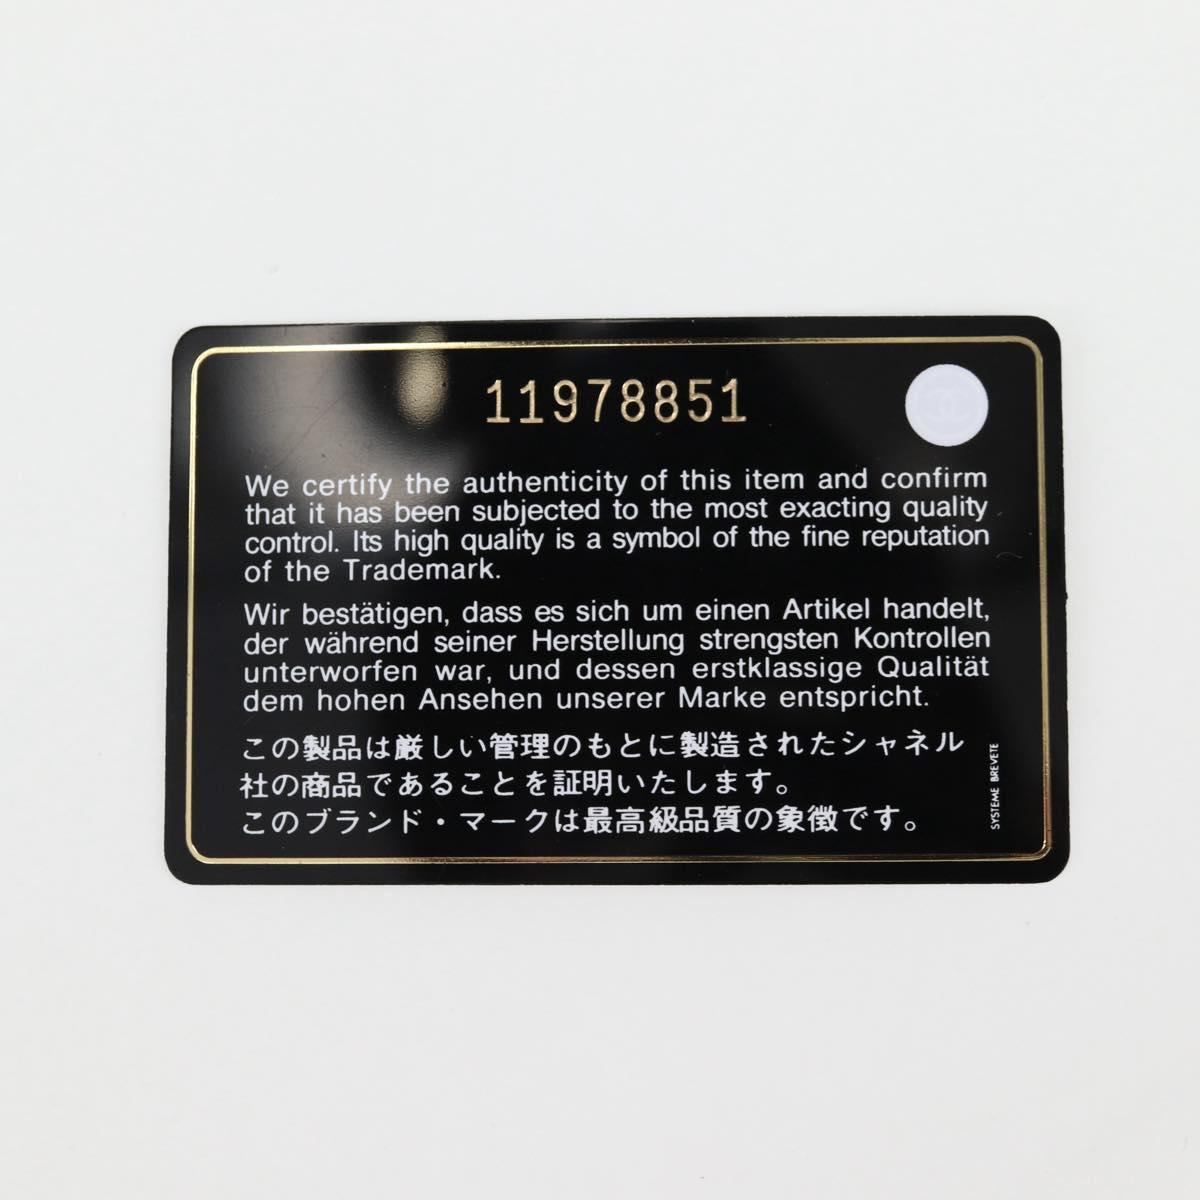 11978851
We certify the authenticity of this item and confirm
that it has been subjected to the most exacting quality
control. Its high quality is a symbol of the fine reputation
of the Trademark.
Wir bestätigen, dass es sich um einen Artikel handelt,
der während seiner Herstellung strengsten Kontrollen
unterworfen war, und dessen erstklassige Qualität
dem hohen Ansehen unserer Marke entspricht.
この製品は厳しい管理のもとに製造されたシャネル
社の商品であることを証明いたします。
このブランド・マークは最高級品質の象徴です。
SYSTEME BREVETE